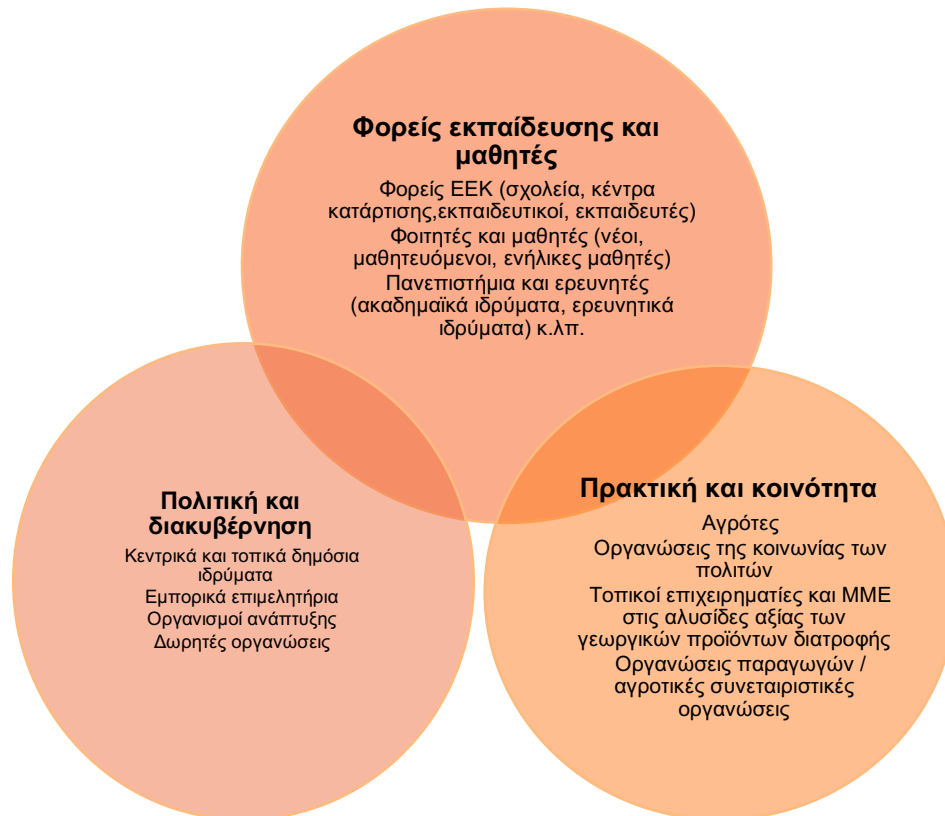 Φορείς εκπαίδευσης και
μαθητές
Φορείς ΕΕΚ (σχολεία, κέντρα
κατάρτισης,εκπαιδευτικοί, εκπαιδευτές)
Φοιτητές και μαθητές (νέοι,
μαθητευόμενοι, ενήλικες μαθητές)
Πανεπιστήμια και ερευνητές
(ακαδημαϊκά ιδρύματα, ερευνητικά
ιδρύματα) κ.λπ.
Πολιτική και
διακυβέρνηση
Κεντρικά και τοπικά δημόσια
ιδρύματα
Εμπορικά επιμελητήρια
Οργανισμοί ανάπτυξης
Δωρητές οργανώσεις
Πρακτική και κοινότητα
Αγρότες
Οργανώσεις της κοινωνίας των
πολιτών
Τοπικοί επιχειρηματίες και ΜΜΕ
στις αλυσίδες αξίας των
γεωργικών προϊόντων διατροφής
Οργανώσεις παραγωγών /
αγροτικές συνεταιριστικές
οργανώσεις